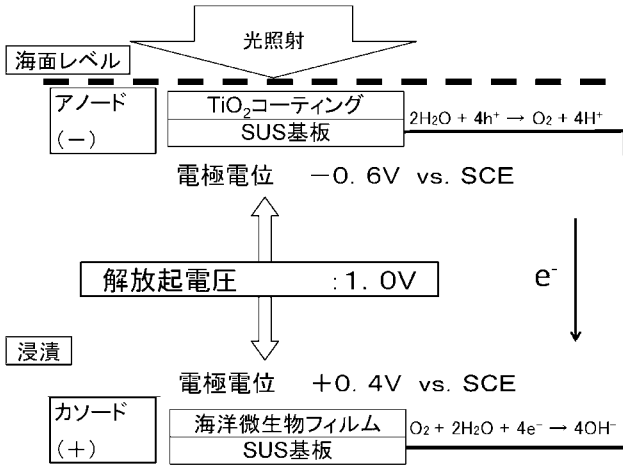 光照射
海面レベル
アノード
(－)
TiO₂コーティング
SUS基板
2H₂O + 4h⁺ → O₂ + 4H⁺
電極電位 －0.6V vs. SCE
解放起電圧 :1.0V
e⁻
浸漬
電極電位 +0.4V vs. SCE
カソード
(+)
海洋微生物フィルム
SUS基板
O₂ + 2H₂O + 4e⁻ → 4OH⁻